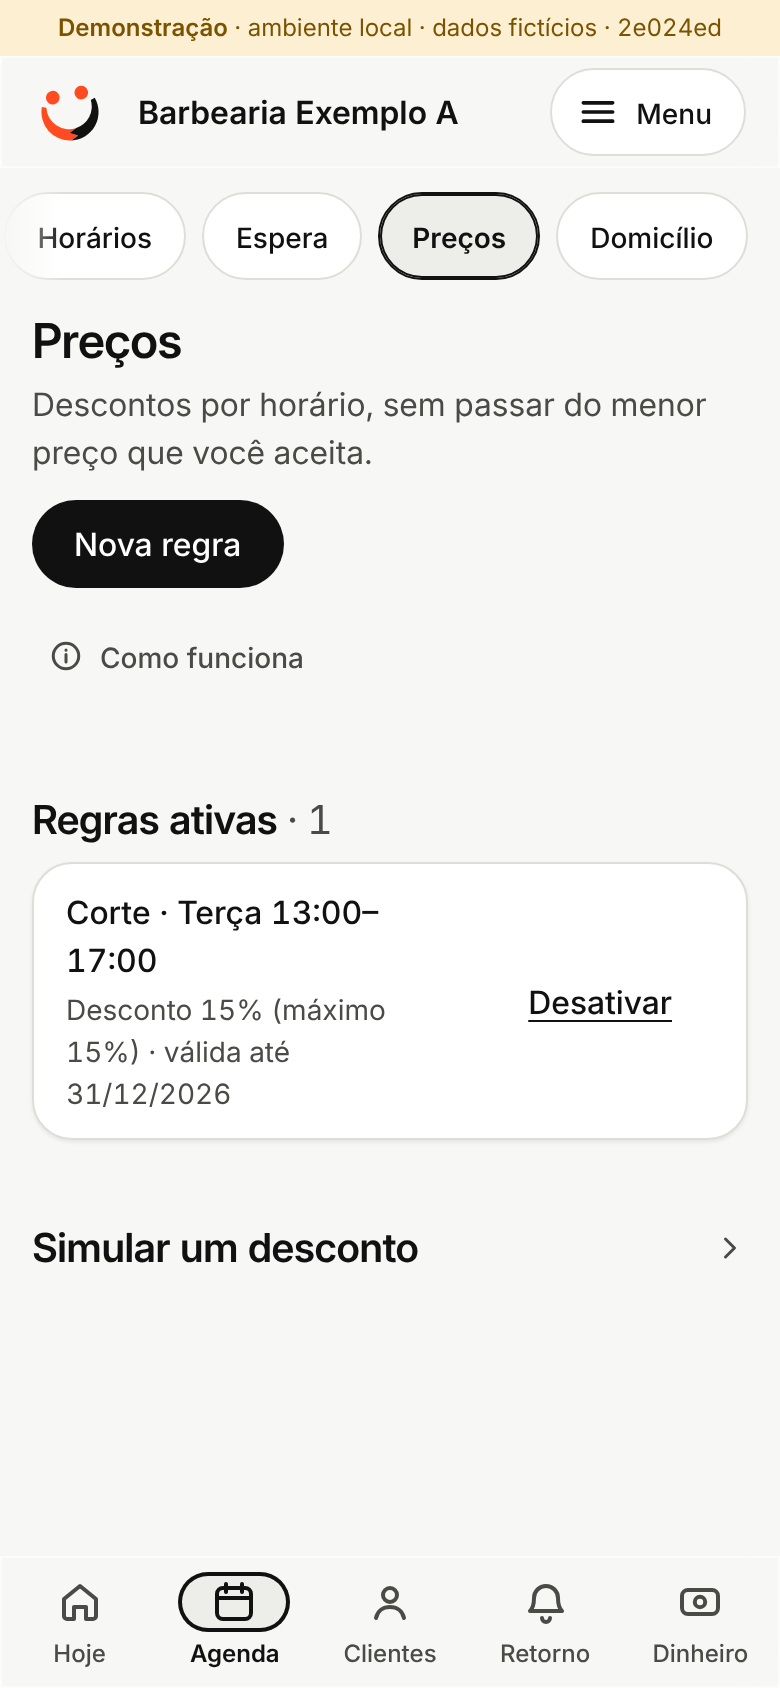 Demonstração · ambiente local · dados fictícios · 2e024ed
Barbearia Exemplo A
Menu
Horários
Espera
Preços
Domicílio
Preços
Descontos por horário, sem passar do menor
preço que você aceita.
Nova regra
Como funciona
Regras ativas · 1
Corte · Terça 13:00–
17:00
Desconto 15% (máximo
15%) · válida até
31/12/2026
Desativar
Simular um desconto
Hoje
Agenda
Clientes
Retorno
Dinheiro